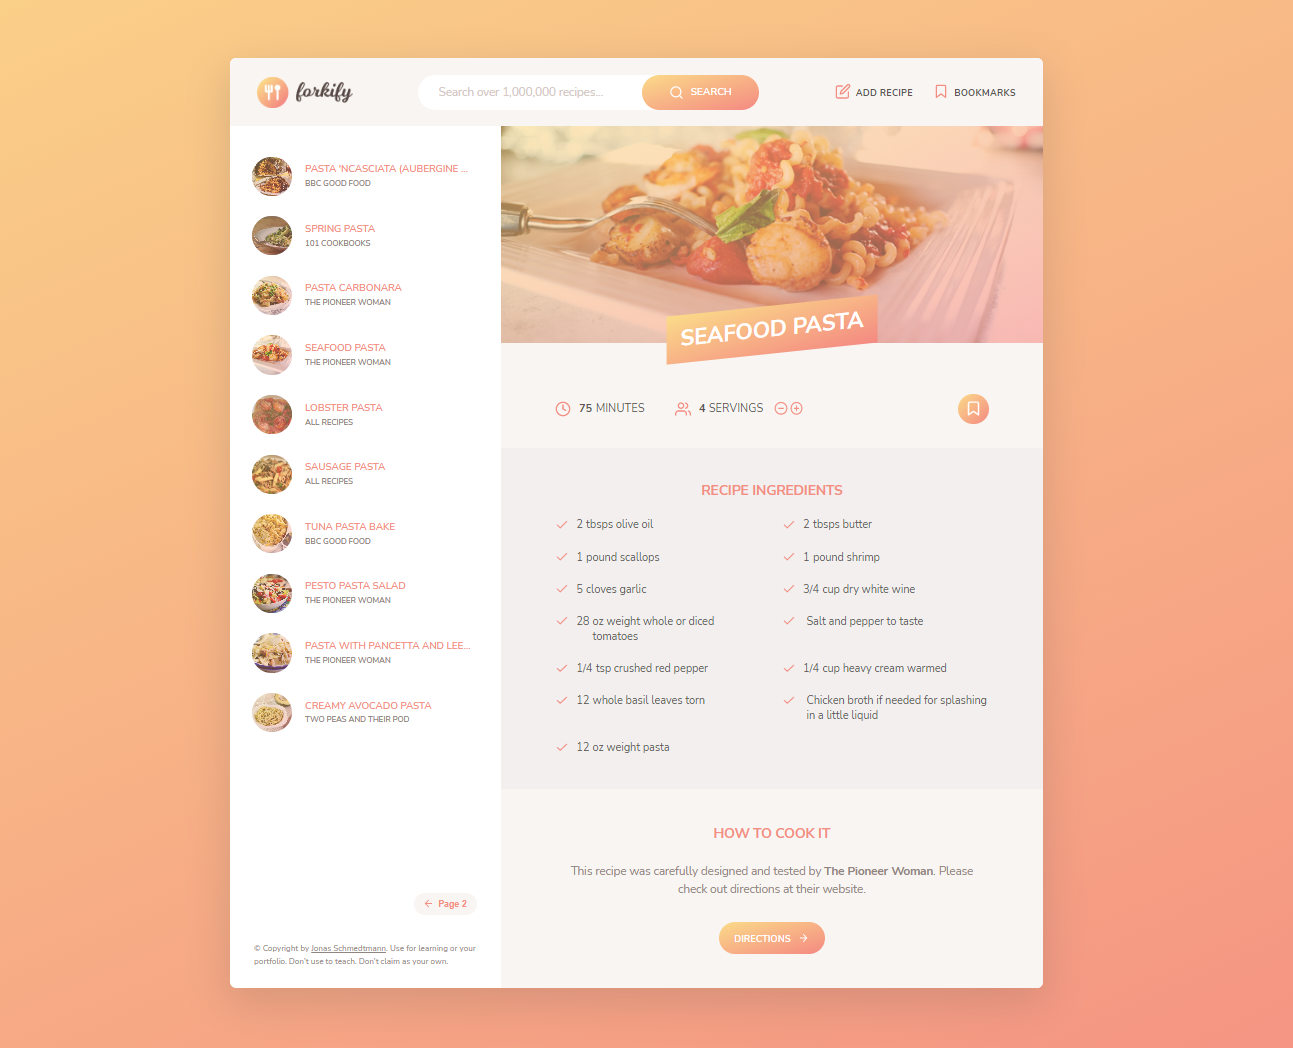 forkify
Search over 1,000,000 recipes...
SEARCH
ADD RECIPE
BOOKMARKS
PASTA 'NCASCIATA (AUBERGINE ...
BBC GOOD FOOD
SPRING PASTA
101 COOKBOOKS
PASTA CARBONARA
THE PIONEER WOMAN
SEAFOOD PASTA
THE PIONEER WOMAN
LOBSTER PASTA
ALL RECIPES
SAUSAGE PASTA
ALL RECIPES
TUNA PASTA BAKE
BBC GOOD FOOD
PESTO PASTA SALAD
THE PIONEER WOMAN
PASTA WITH PANCETTA AND LEE...
THE PIONEER WOMAN
CREAMY AVOCADO PASTA
TWO PEAS AND THEIR POD
Page 2
© Copyright by Jonas Schmedtmann. Use for learning or your
portfolio. Don't use to teach. Don't claim as your own.
SEAFOOD PASTA
75 MINUTES
4 SERVINGS
RECIPE INGREDIENTS
2 tbsps olive oil
2 tbsps butter
1 pound scallops
1 pound shrimp
5 cloves garlic
3/4 cup dry white wine
28 oz weight whole or diced
tomatoes
Salt and pepper to taste
1/4 tsp crushed red pepper
1/4 cup heavy cream warmed
12 whole basil leaves torn
Chicken broth if needed for splashing
in a little liquid
12 oz weight pasta
HOW TO COOK IT
This recipe was carefully designed and tested by The Pioneer Woman. Please
check out directions at their website.
DIRECTIONS